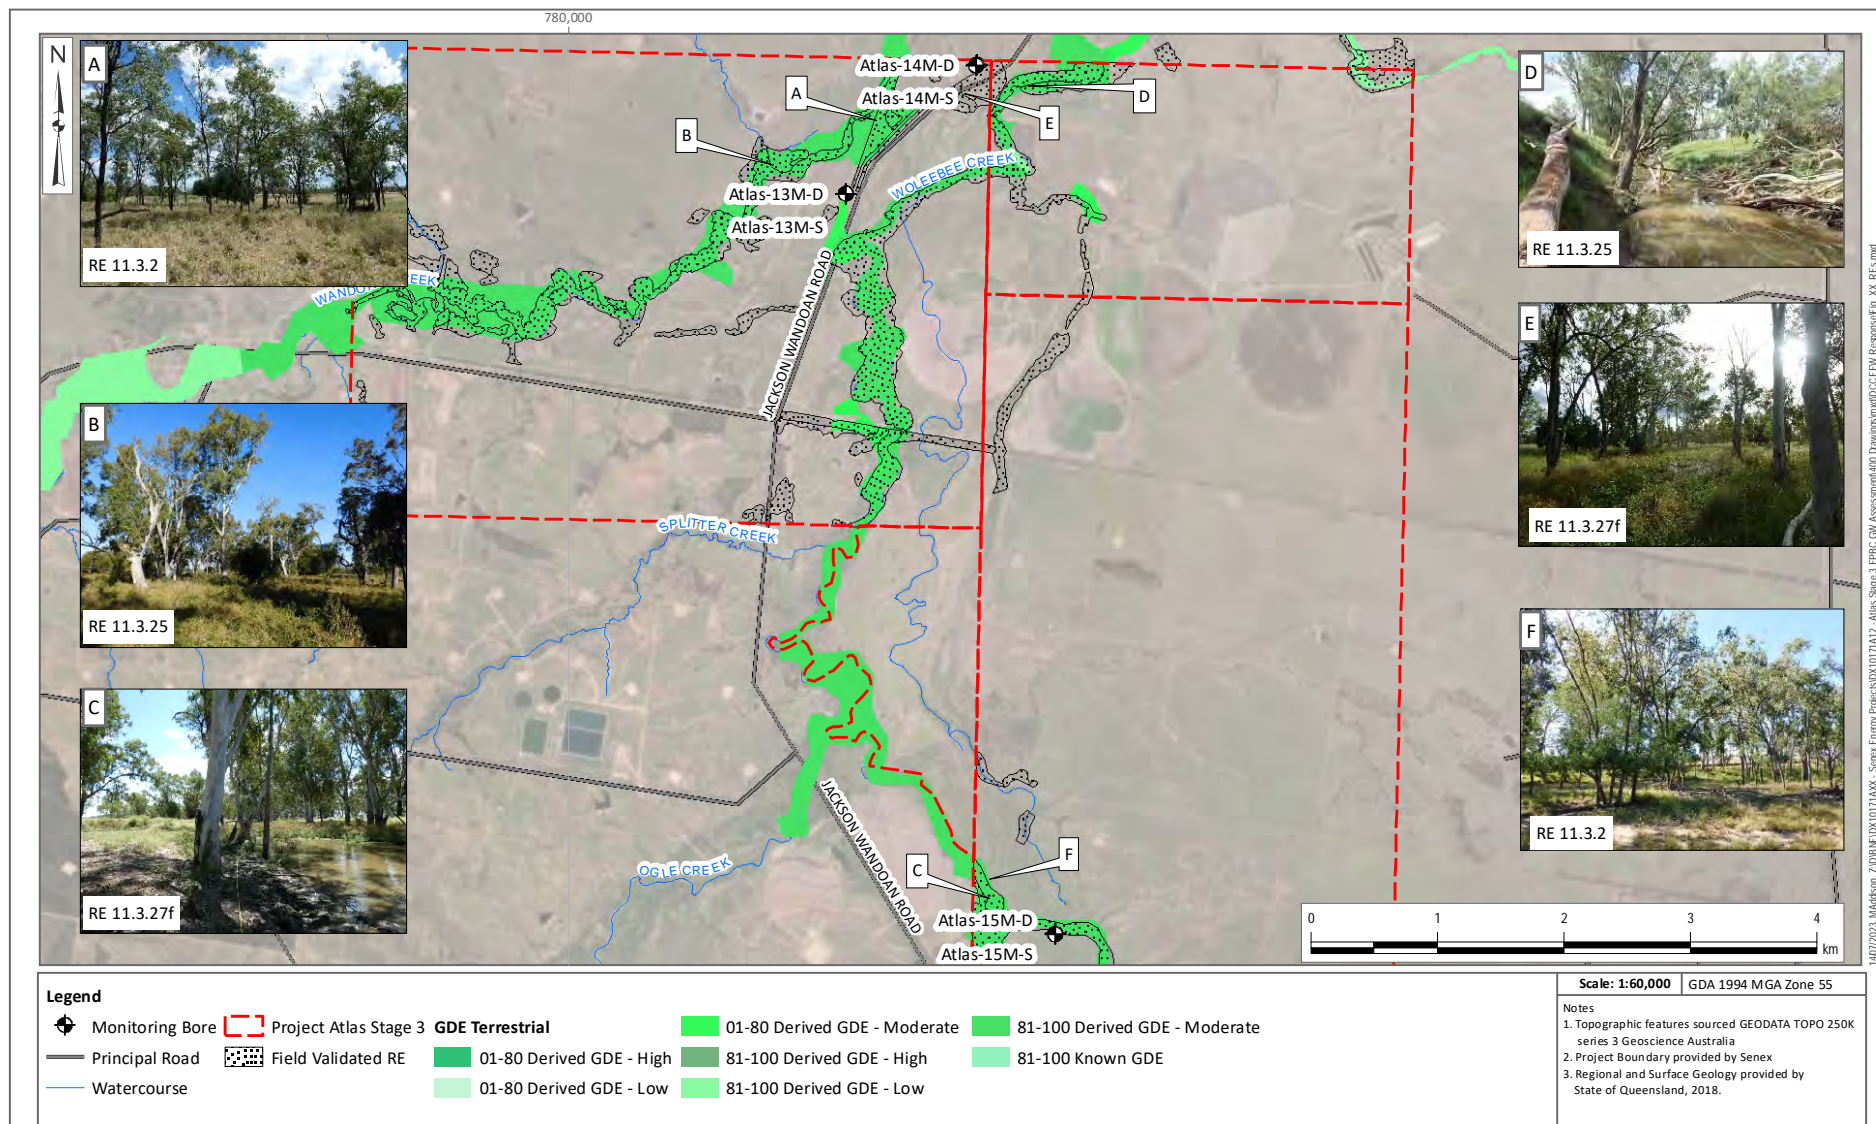 780,000
N
A
RE 11.3.2
B
RE 11.3.25
C
RE 11.3.27f
D
RE 11.3.25
E
RE 11.3.27f
F
RE 11.3.2
Atlas-14M-D
Atlas-14M-S
A
B
D
E
Atlas-13M-D
Atlas-13M-S
WOLEEBEE CREEK
JACKSON WANDOAN ROAD
SPLITTER CREEK
JACKSON WANDOAN ROAD
OGLE CREEK
C
F
Atlas-15M-D
Atlas-15M-S
0 1 2 3 4
km
Legend
Monitoring Bore
Principal Road
Watercourse
Project Atlas Stage 3
Field Validated RE
GDE Terrestrial
01-80 Derived GDE - High
01-80 Derived GDE - Low
01-80 Derived GDE - Moderate
81-100 Derived GDE - High
81-100 Derived GDE - Low
81-100 Derived GDE - Moderate
81-100 Known GDE
Scale: 1:60,000
GDA 1994 MGA Zone 55
Notes
1. Topographic features sourced GEODATA TOPO 250K
series 3 Geoscience Australia
2. Project Boundary provided by Senex
3. Regional and Surface Geology provided by
State of Queensland, 2018.